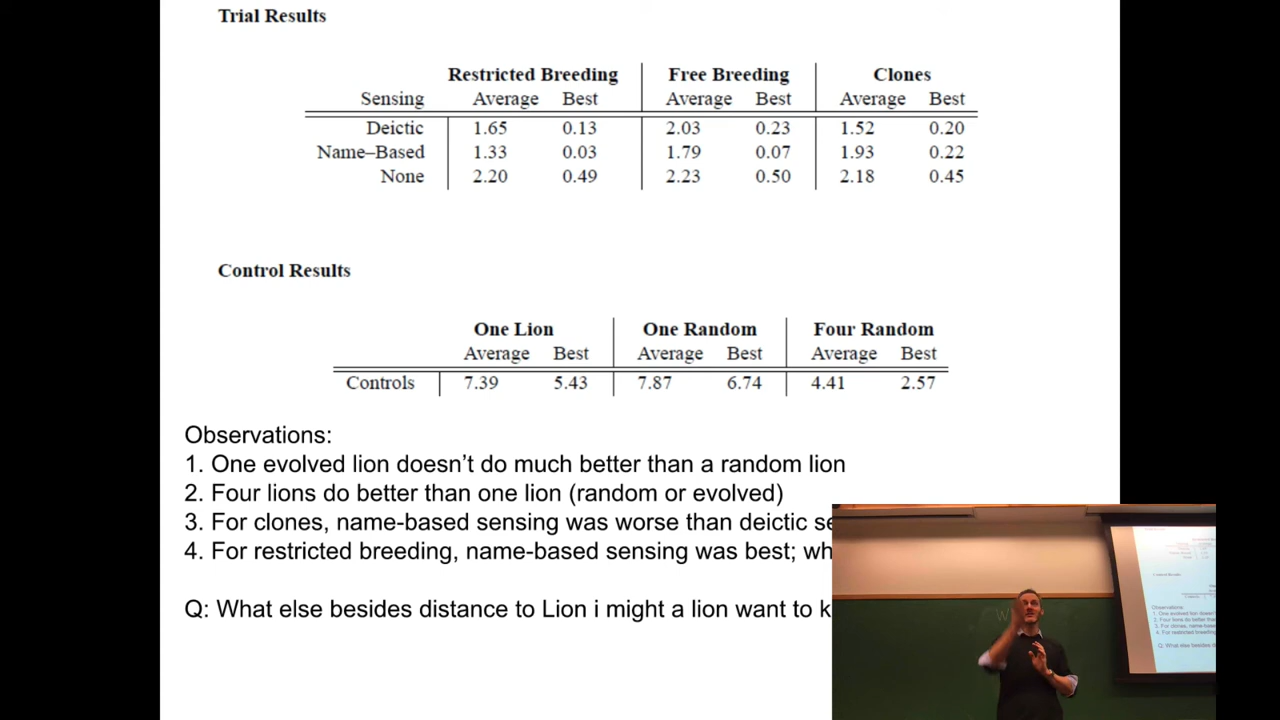 Trial Results
Restricted Breeding Free Breeding Clones
Sensing Average Best Average Best Average Best
Deictic 1.65 0.13 2.03 0.23 1.52 0.20
Name–Based 1.33 0.03 1.79 0.07 1.93 0.22
None 2.20 0.49 2.23 0.50 2.18 0.45
Control Results
One Lion One Random Four Random
Average Best Average Best Average Best
Controls 7.39 5.43 7.87 6.74 4.41 2.57
Observations:
1. One evolved lion doesn't do much better than a random lion
2. Four lions do better than one lion (random or evolved)
3. For clones, name-based sensing was worse than deictic se
4. For restricted breeding, name-based sensing was best; wh
Q: What else besides distance to Lion i might a lion want to k
Observations: